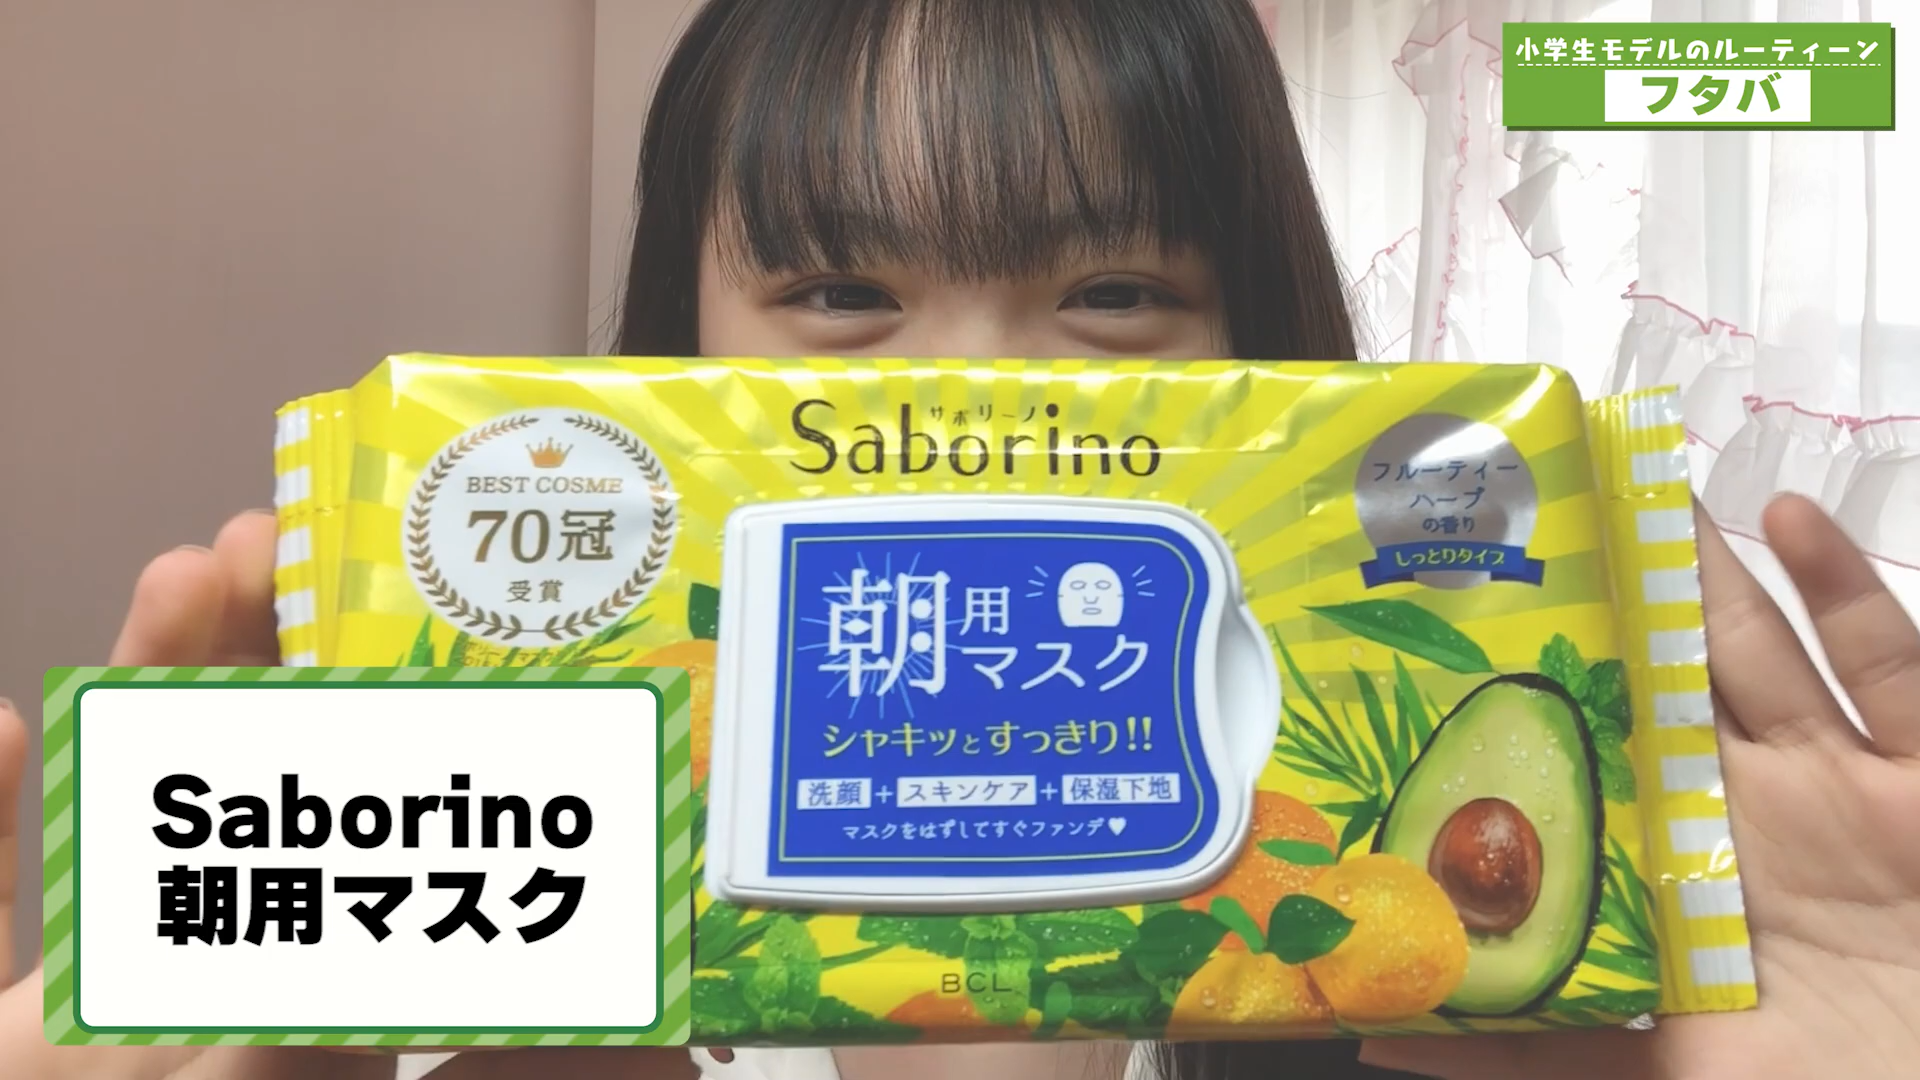 小学生モデルのルーティーン
フタバ
サボリーノ
Saborino
BEST COSME
70冠
受賞
フルーティー
ハーブ
の香り
しっとりタイプ
朝用
マスク
シャキッとすっきり!!
洗顔+スキンケア+保湿下地
マスクをはずしてすぐファンデ♥
BCL
Saborino
朝用マスク